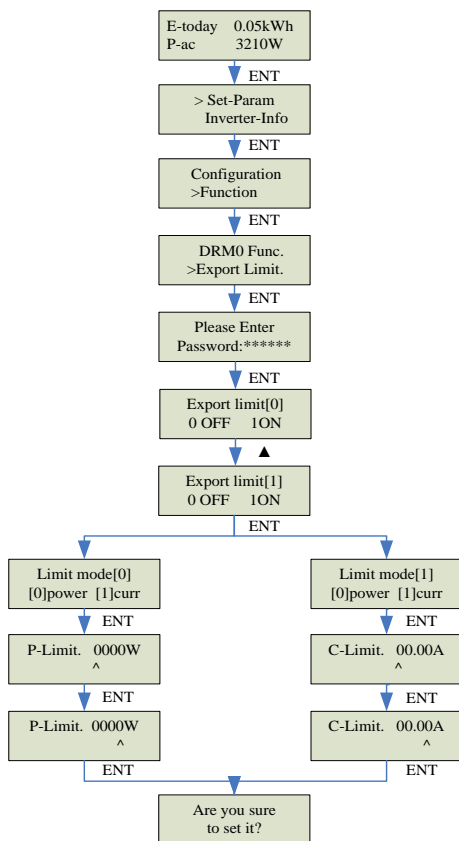 E-today 0.05kWh
P-ac 3210W
ENT
> Set-Param
Inverter-Info
ENT
Configuration
>Function
ENT
DRM0 Func.
>Export Limit.
ENT
Please Enter
Password:******
ENT
Export limit[0]
0 OFF 1ON
▲
Export limit[1]
0 OFF 1ON
ENT
Limit mode[0]
[0]power [1]curr
ENT
P-Limit. 0000W
^
ENT
P-Limit. 0000W
^
ENT
Limit mode[1]
[0]power [1]curr
ENT
C-Limit. 00.00A
^
ENT
C-Limit. 00.00A
^
ENT
Are you sure
to set it?